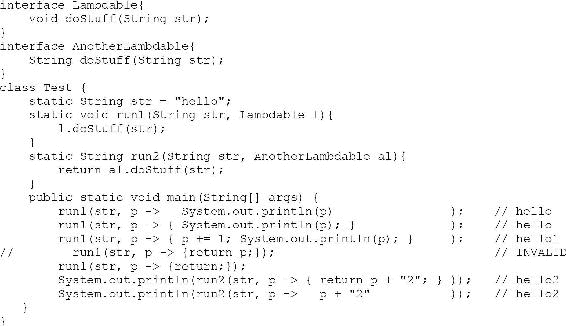 interface Lambdable{
    void doStuff(String str);
}
interface AnotherLambdable{
    String doStuff(String str);
}
class Test {
    static String str = "hello";
    static void run1(String str, Lambdable l){
        l.doStuff(str);
    }
    static String run2(String str, AnotherLambdable al){
        return al.doStuff(str);
    }
    public static void main(String[] args) {
        run1(str, p ->   System.out.println(p)                );    // hello
        run1(str, p -> { System.out.println(p); }             );    // hello
        run1(str, p -> { p += 1; System.out.println(p); }     );    // hello1
//        run1(str, p -> {return p;});                              // INVALID
        run1(str, p -> {return;});
        System.out.println(run2(str, p -> { return p + "2"; } ));   // hello2
        System.out.println(run2(str, p ->   p + "2"           ));   // hello2
    }
}